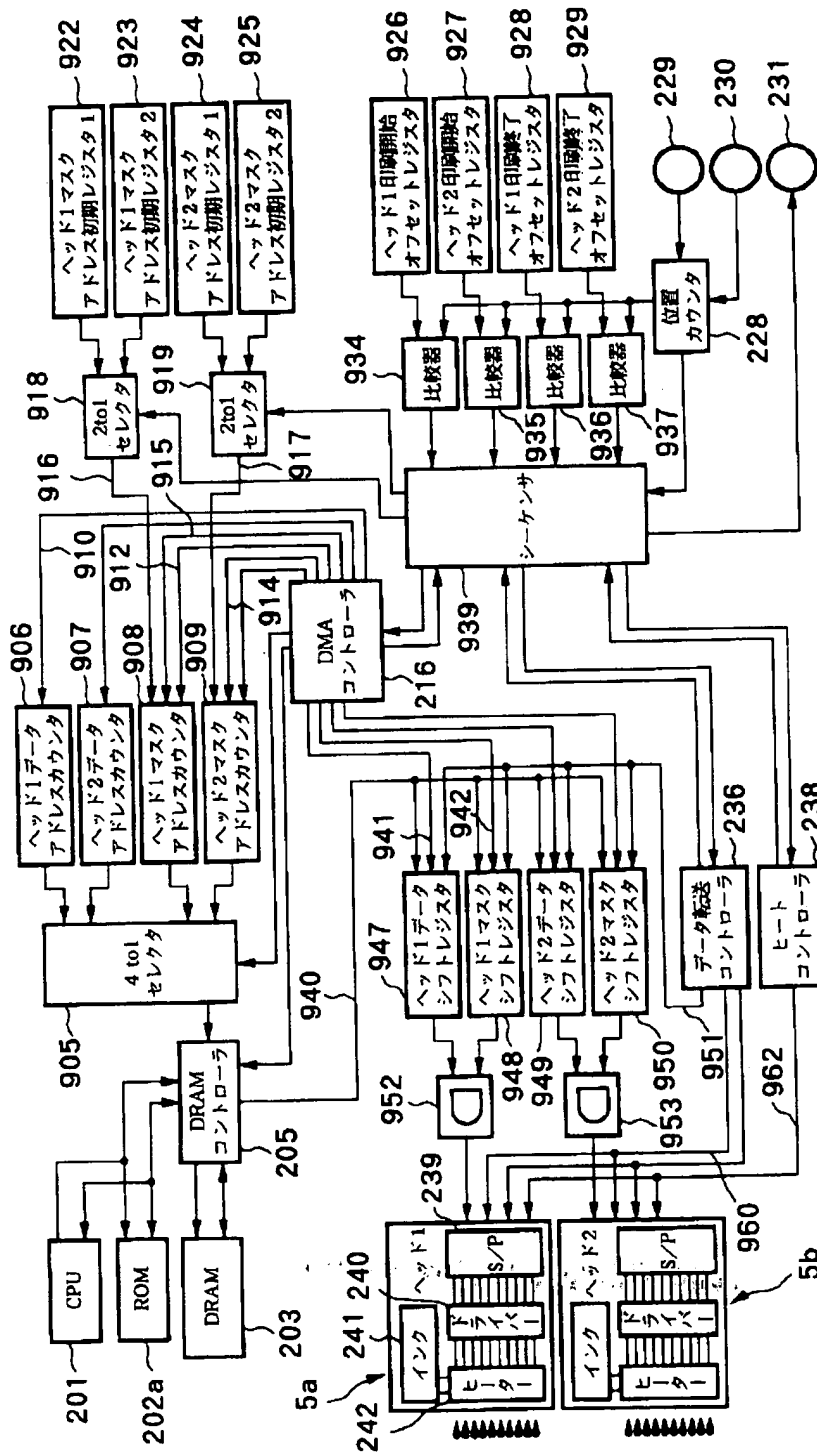 CPU
201
ROM
202a
DRAM
203
DRAM
コントローラ
205
4 to1
セレクタ
905
ヘッド1データ
アドレスカウンタ
906
ヘッド2データ
アドレスカウンタ
907
ヘッド1マスク
アドレスカウンタ
908
ヘッド2マスク
アドレスカウンタ
909
910
912
914
915
916
917
2to1
セレクタ
918
2to1
セレクタ
919
ヘッド1マスク
アドレス初期レジスタ1
922
ヘッド1マスク
アドレス初期レジスタ2
923
ヘッド2マスク
アドレス初期レジスタ1
924
ヘッド2マスク
アドレス初期レジスタ2
925
DMA
コントローラ
216
940
941
942
ヘッド1データ
シフトレジスタ
947
ヘッド1マスク
シフトレジスタ
948
ヘッド2データ
シフトレジスタ
949
ヘッド2マスク
シフトレジスタ
950
951
952
953
シーケンサ
939
比較器
934
比較器
935
比較器
936
比較器
937
ヘッド1印刷開始
オフセットレジスタ
926
ヘッド2印刷開始
オフセットレジスタ
927
ヘッド1印刷終了
オフセットレジスタ
928
ヘッド2印刷終了
オフセットレジスタ
929
位置
カウンタ
228
229
230
231
データ転送
コントローラ
236
ヒート
コントローラ
238
960
962
ヘッド1
S/P
239
ドライバー
240
インク
241
ヒーター
242
5a
ヘッド2
S/P
ドライバー
インク
ヒーター
5b